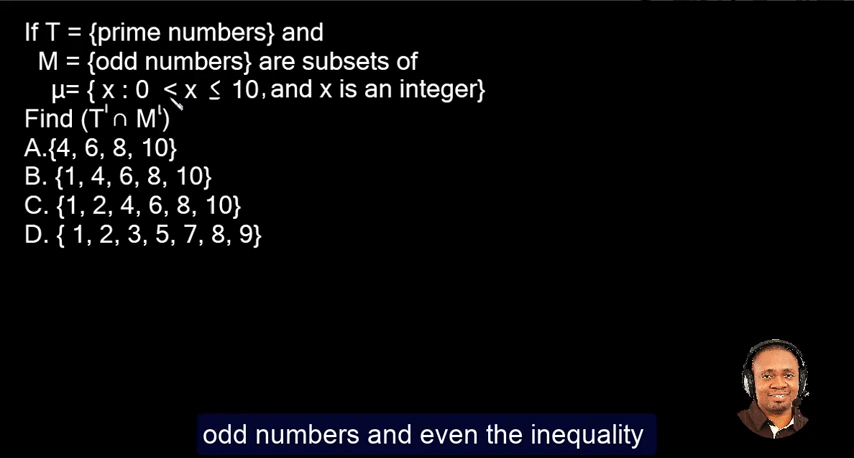 If T = {prime numbers} and
M = {odd numbers} are subsets of
μ= { x : 0 < x ≤ 10, and x is an integer}
Find (T' ∩ M')
A.{4, 6, 8, 10}
B. {1, 4, 6, 8, 10}
C. {1, 2, 4, 6, 8, 10}
D. { 1, 2, 3, 5, 7, 8, 9}
odd numbers and even the inequality